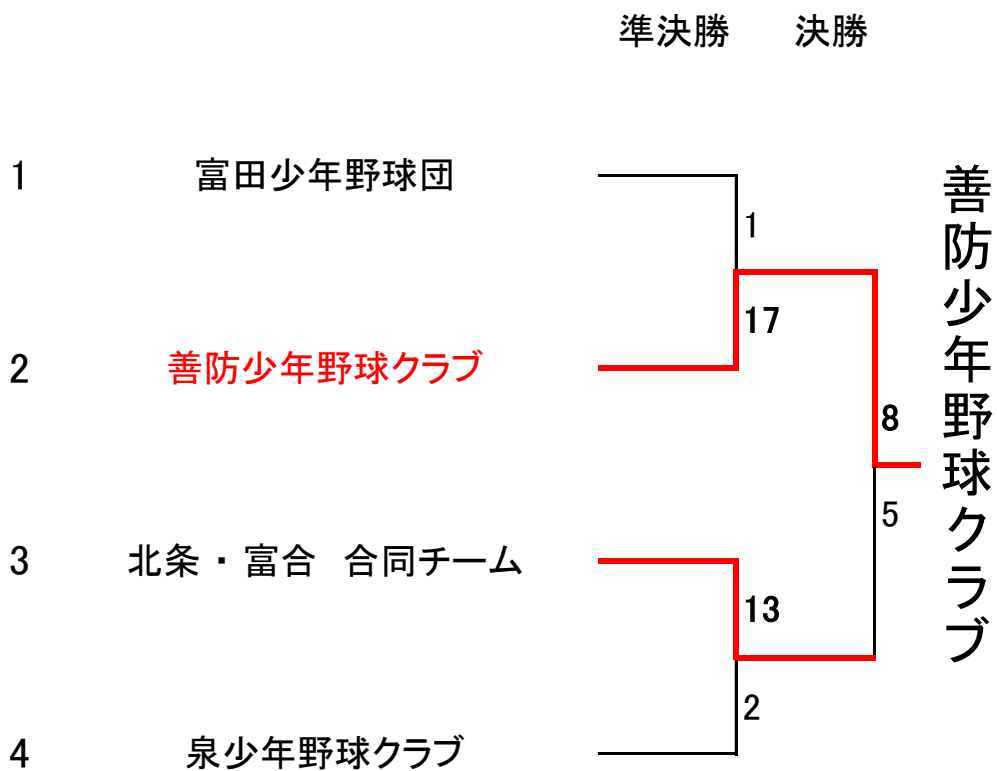 準決勝 決勝
1 富田少年野球団
1
17
2 善防少年野球クラブ
8
5
3 北条・富合 合同チーム
13
2
4 泉少年野球クラブ
善防少年野球クラブ